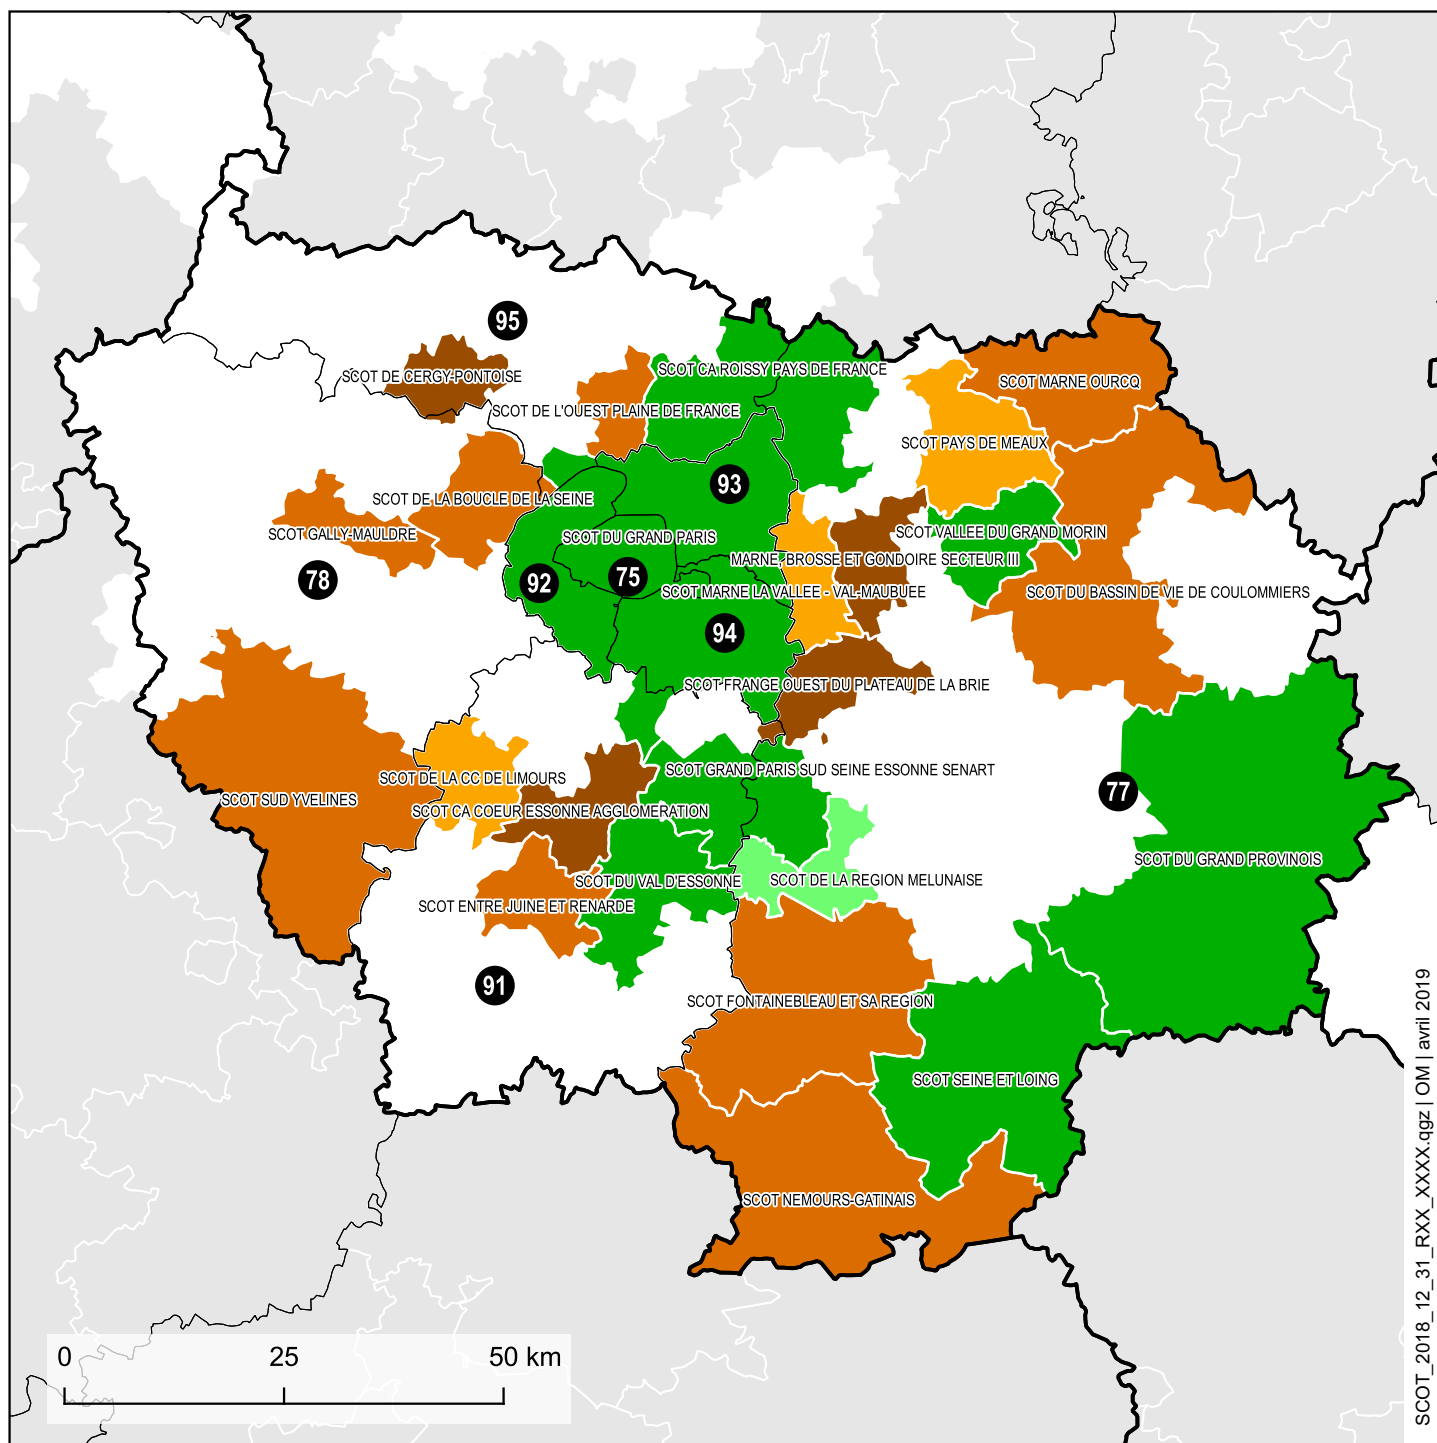 95
SCOT CA ROISSY PAYS DE FRANCE
SCOT DE CERGY-PONTOISE
SCOT MARNE OURCQ
SCOT DE L'OUEST PLAINE DE FRANCE
SCOT PAYS DE MEAUX
93
SCOT DE LA BOUCLE DE LA SEINE
SCOT GALLY-MAULDRE
SCOT VALLEE DU GRAND MORIN
SCOT DU GRAND PARIS
MARNE, BROSSE ET GONDOIRE SECTEUR III
78
92
75
SCOT MARNE LA VALLEE - VAL-MAUBUEE
SCOT DU BASSIN DE VIE DE COULOMMIERS
94
SCOT FRANGE OUEST DU PLATEAU DE LA BRIE
SCOT GRAND PARIS SUD SEINE ESSONNE SENART
SCOT DE LA CC DE LIMOURS
77
SCOT SUD YVELINES
SCOT CA COEUR ESSONNE AGGLOMERATION
SCOT DU GRAND PROVINOIS
SCOT DU VAL D'ESSONNE
SCOT DE LA REGION MELUNAISE
SCOT ENTRE JUINE ET RENARDE
91
SCOT FONTAINEBLEAU ET SA REGION
SCOT SEINE ET LOING
SCOT NEMOURS-GATINAIS
0 25 50 km
SCOT_2018_12_31_RXX_XXXX.qgz | OM | avril 2019